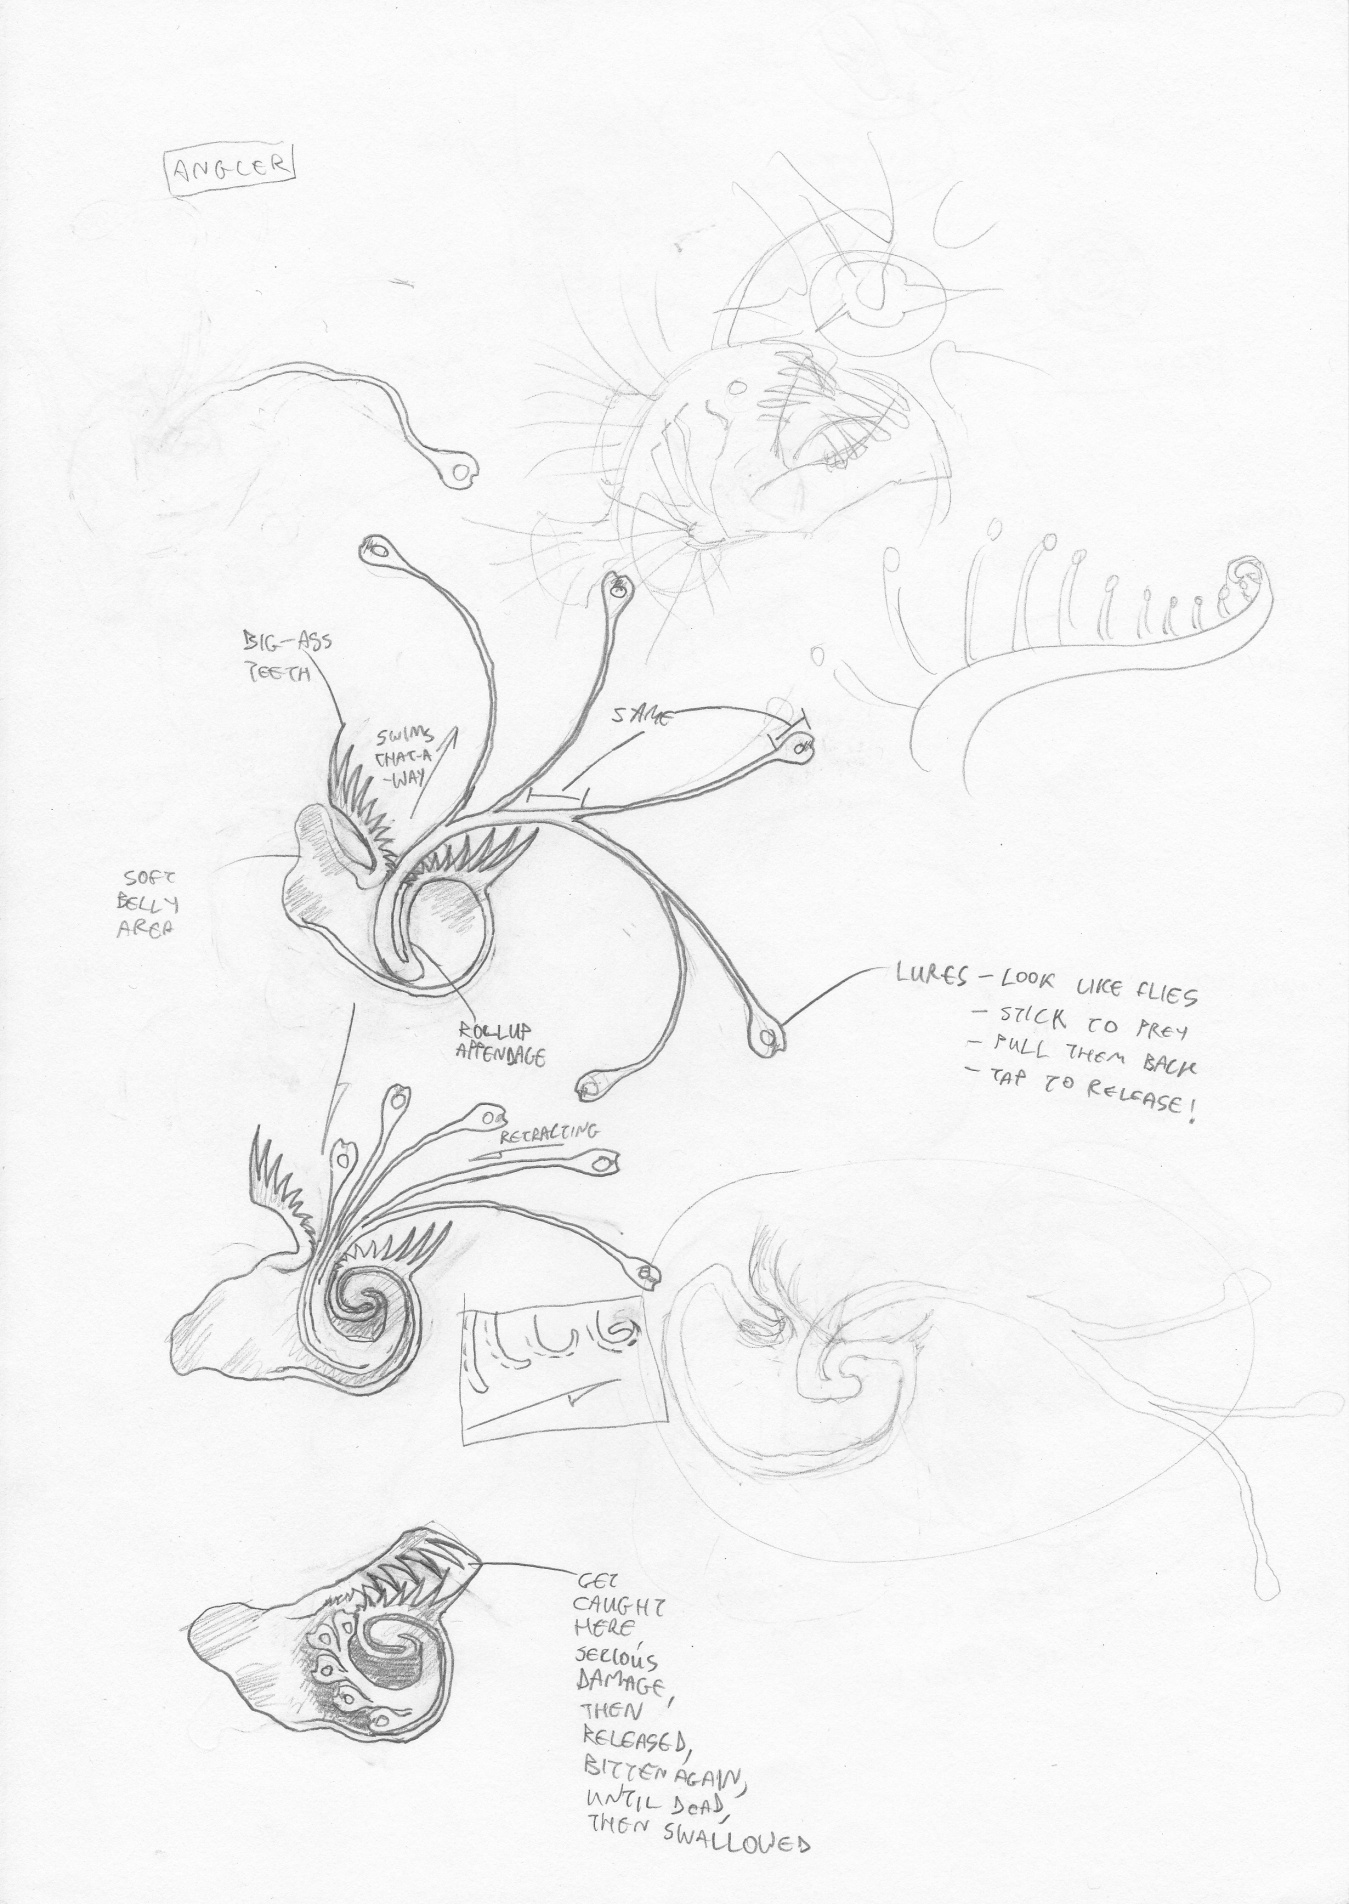 ANGLER
BIG-ASS
TEETH
SWIMS
THAT-A
-WAY
SAME
SOFT
BELLY
AREA
LURES - LOOK LIKE FLIES
- STICK TO PREY
- PULL THEM BACK
- TAP TO RELEASE!
ROLLUP
APPENDAGE
RETRACTING
GET
CAUGHT
HERE
SERIOUS
DAMAGE,
THEN
RELEASED,
BITTEN AGAIN,
UNTIL DEAD,
THEN SWALLOWED